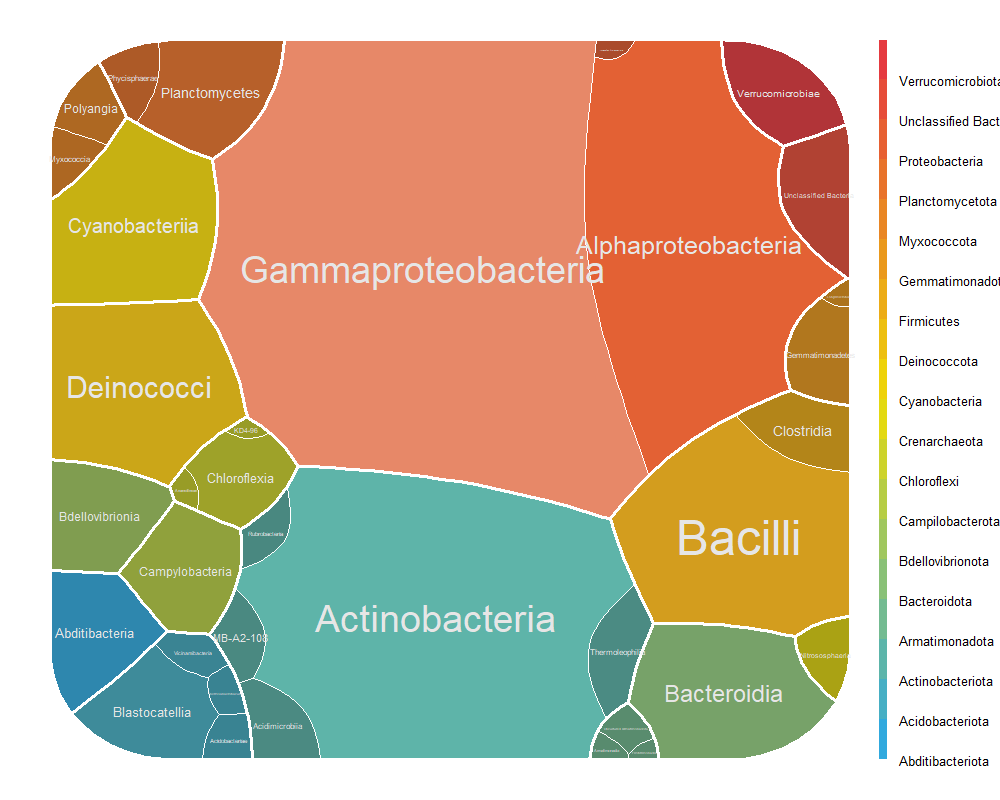 Phycisphaerae
Planctomycetes
Verrucomicrobiae
Polyangia
Myxococcia
Unclassified Bacteri
Cyanobacteriia
Alphaproteobacteria
Gammaproteobacteria
Gemmatimonadetes
Deinococci
KD4-96
Clostridia
Chloroflexia
Bdellovibrionia
Rubrobacteria
Bacilli
Campylobacteria
Actinobacteria
Abditibacteria
MB-A2-108
Vicinamibacteria
Thermoleophilia
Nitrososphaeria
Bacteroidia
Blastocatellia
Acidimicrobiia
Acidobacteriae
Verrucomicrobiota
Unclassified Bact
Proteobacteria
Planctomycetota
Myxococcota
Gemmatimonadot
Firmicutes
Deinococcota
Cyanobacteria
Crenarchaeota
Chloroflexi
Campilobacterota
Bdellovibrionota
Bacteroidota
Armatimonadota
Actinobacteriota
Acidobacteriota
Abditibacteriota